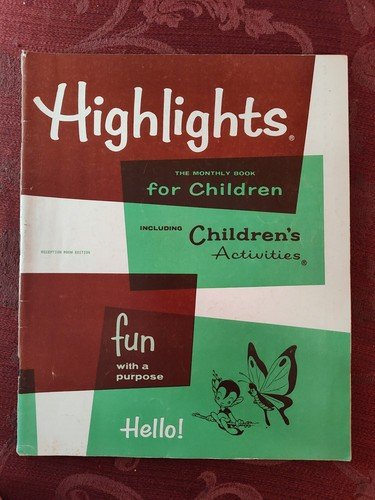 Highlights®
THE MONTHLY BOOK
for Children
INCLUDING Children's
Activities®
RECEPTION ROOM EDITION
fun
with a
purpose
Hello!